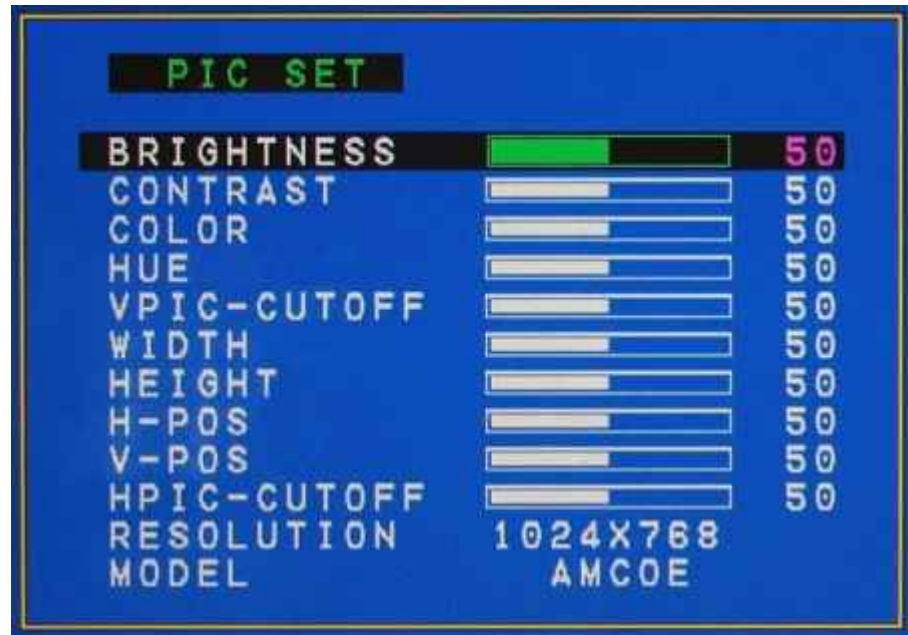 PIC SET
BRIGHTNESS 50
CONTRAST 50
COLOR 50
HUE 50
VPIC-CUTOFF 50
WIDTH 50
HEIGHT 50
H-POS 50
V-POS 50
HPIC-CUTOFF 50
RESOLUTION 1024X768
MODEL AMCOE